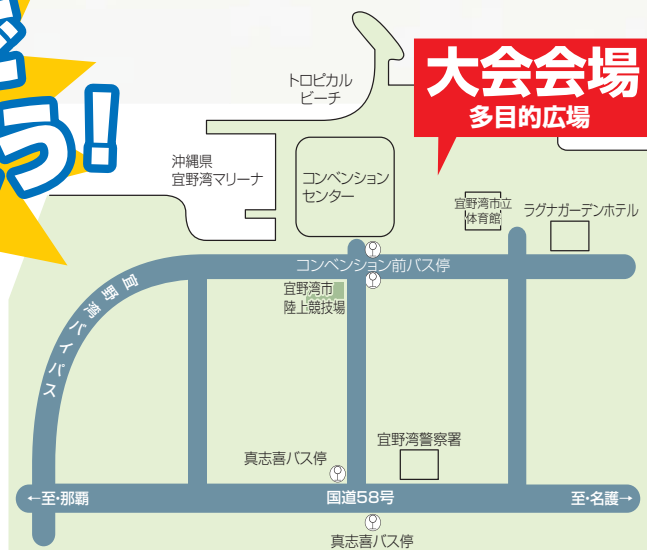 う!
大会会場
多目的広場
トロピカル
ビーチ
沖縄県
宜野湾マリーナ
コンベンション
センター
宜野湾市立
体育館
ラグナガーデンホテル
コンベンション前バス停
宜野湾市
陸上競技場
宜野湾バイパス
宜野湾警察署
真志喜バス停
←至・那覇
国道58号
至・名護→
真志喜バス停